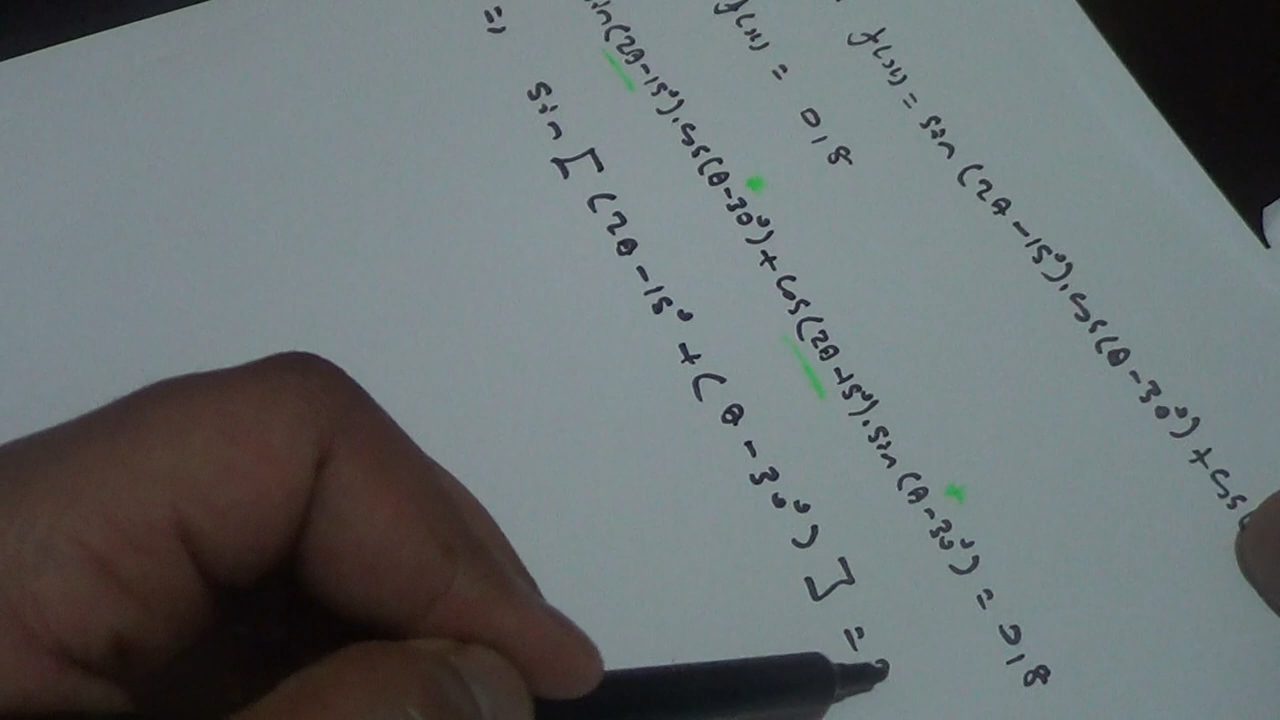 f(x) = sin (2θ-15°).cos(θ-30°) + cos
f(x) = 0,8
sin(2θ-15°).cos(θ-30°) + cos(2θ-15°).sin(θ-30°) = 0,8
=> sin [ (2θ-15° + (θ-30°) ] =